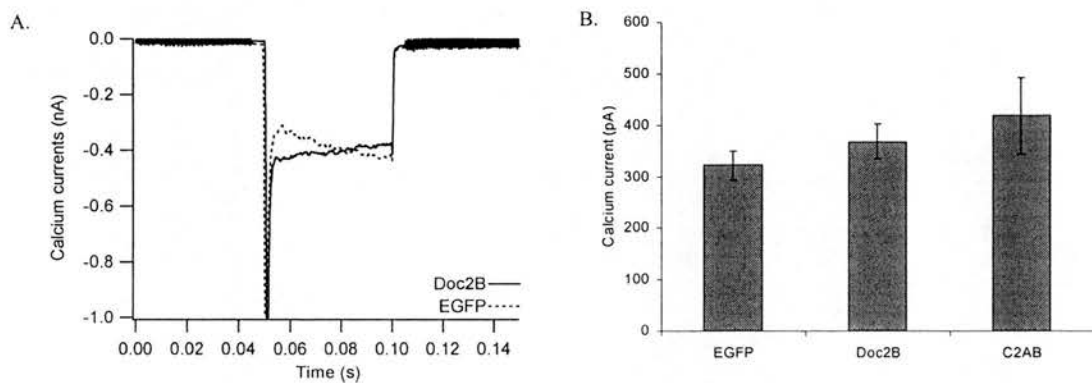 A.
0.0
-0.2
-0.4
-0.6
-0.8
-1.0
Calcium currents (nA)
Doc2B
EGFP
0.00 0.02 0.04 0.06 0.08 0.10 0.12 0.14
Time (s)
B.
600
500
400
300
200
100
0
Calcium current (pA)
EGFP Doc2B C2AB